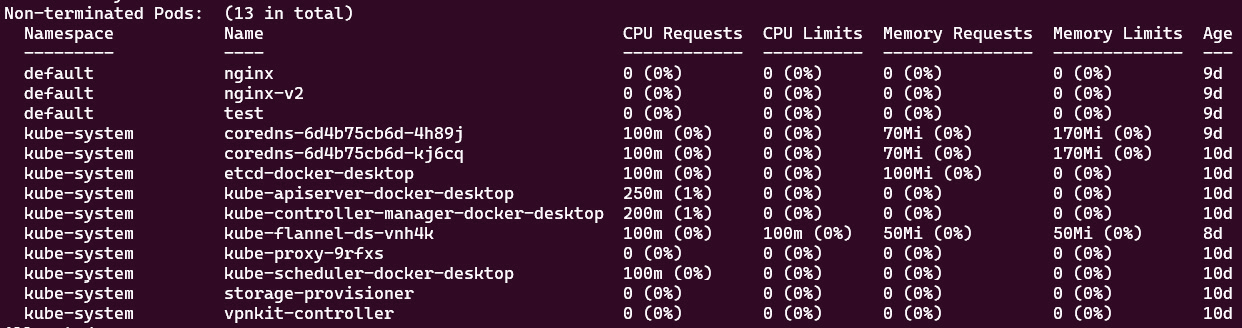 Non-terminated Pods:  (13 in total)
  Namespace           Name                                      CPU Requests  CPU Limits  Memory Requests  Memory Limits  Age
  ---------           ----                                      ------------  ----------  ---------------  -------------  ---
  default             nginx                                     0 (0%)        0 (0%)      0 (0%)           0 (0%)         9d
  default             nginx-v2                                  0 (0%)        0 (0%)      0 (0%)           0 (0%)         9d
  default             test                                      0 (0%)        0 (0%)      0 (0%)           0 (0%)         9d
  kube-system         coredns-6d4b75cb6d-4h89j                  100m (0%)     0 (0%)      70Mi (0%)        170Mi (0%)     9d
  kube-system         coredns-6d4b75cb6d-kj6cq                  100m (0%)     0 (0%)      70Mi (0%)        170Mi (0%)     10d
  kube-system         etcd-docker-desktop                       100m (0%)     0 (0%)      100Mi (0%)       0 (0%)         10d
  kube-system         kube-apiserver-docker-desktop             250m (1%)     0 (0%)      0 (0%)           0 (0%)         10d
  kube-system         kube-controller-manager-docker-desktop    200m (1%)     0 (0%)      0 (0%)           0 (0%)         10d
  kube-system         kube-flannel-ds-vnh4k                     100m (0%)     100m (0%)   50Mi (0%)        50Mi (0%)      8d
  kube-system         kube-proxy-9rfxs                          0 (0%)        0 (0%)      0 (0%)           0 (0%)         10d
  kube-system         kube-scheduler-docker-desktop             100m (0%)     0 (0%)      0 (0%)           0 (0%)         10d
  kube-system         storage-provisioner                       0 (0%)        0 (0%)      0 (0%)           0 (0%)         10d
  kube-system         vpnkit-controller                         0 (0%)        0 (0%)      0 (0%)           0 (0%)         10d